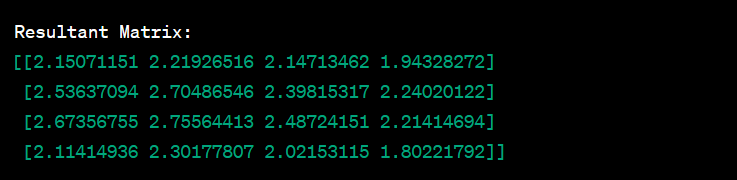 Resultant Matrix:
[[2.15071151 2.21926516 2.14713462 1.94328272]
[2.53637094 2.70486546 2.39815317 2.24020122]
[2.67356755 2.75564413 2.48724151 2.21414694]
[2.11414936 2.30177807 2.02153115 1.80221792]]